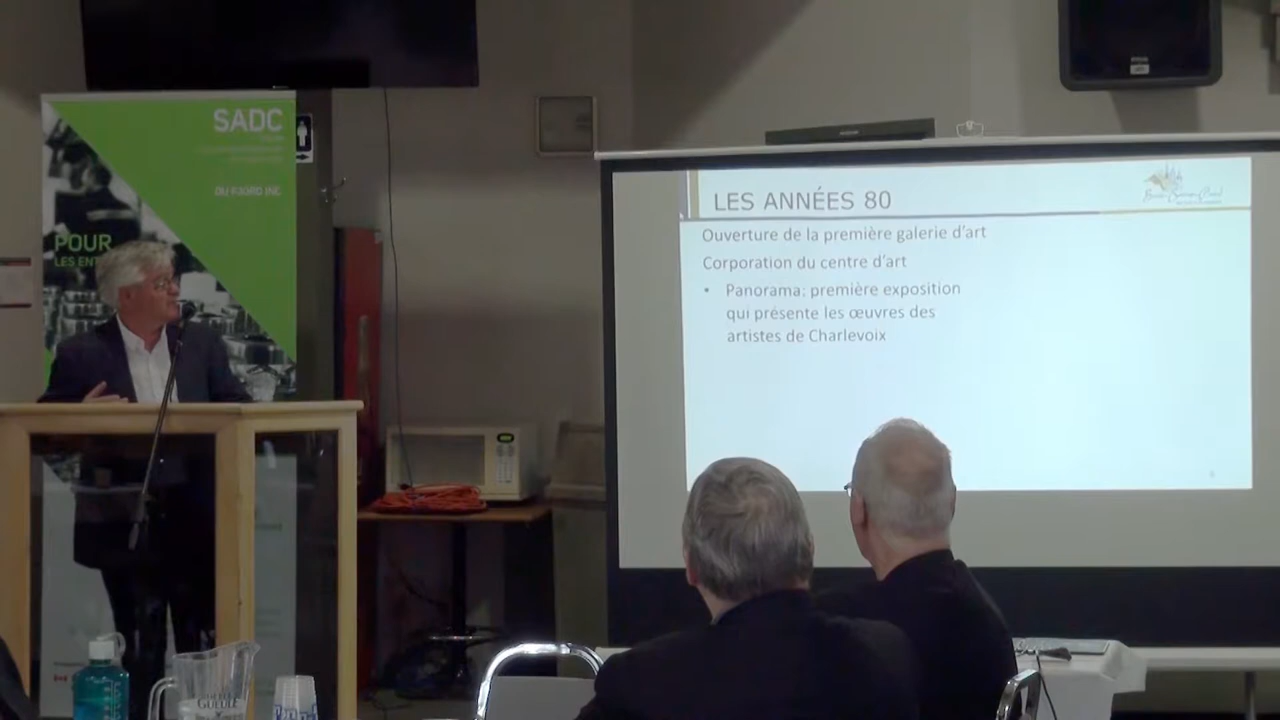 SADC
DU FJORD INC.
POUR
LES ENT
LES ANNÉES 80
Ouverture de la première galerie d'art
Corporation du centre d'art
• Panorama: première exposition
qui présente les œuvres des
artistes de Charlevoix
GUEULE